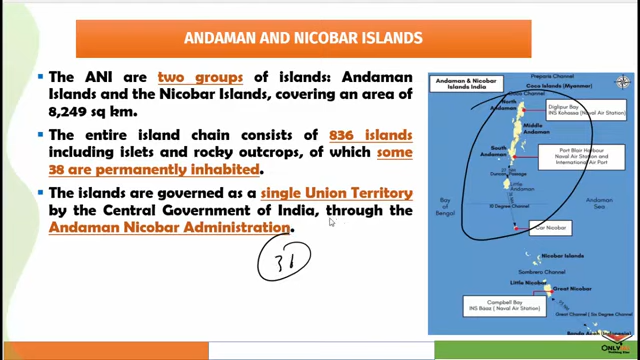 ANDAMAN AND NICOBAR ISLANDS
The ANI are two groups of islands: Andaman
Islands and the Nicobar Islands, covering an area of
8,249 sq km.
The entire island chain consists of 836 islands
including islets and rocky outcrops, of which some
38 are permanently inhabited.
The islands are governed as a single Union Territory
by the Central Government of India, through the
Andaman Nicobar Administration.
Andaman & Nicobar
Islands India
Preparis Channel
Coco Islands (Myanmar)
Coco Channel
North
Andaman
Diglipur Bay
INS Kohassa (Naval Air Station)
Middle
Andaman
South
Andaman
Port Blair Harbour
Naval Air Station and
International Air Port
Duncan Passage
Little
Andaman
Bay of
Bengal
10 Degree Channel
Andaman
Sea
Car Nicobar
Nicobar Islands
Sombrero Channel
Little Nicobar
Great Nicobar
Campbell Bay
INS Baaz (Naval Air Station)
Great Channel (Six Degree Channel)
Banda Aceh (Indonesia)
ONLY